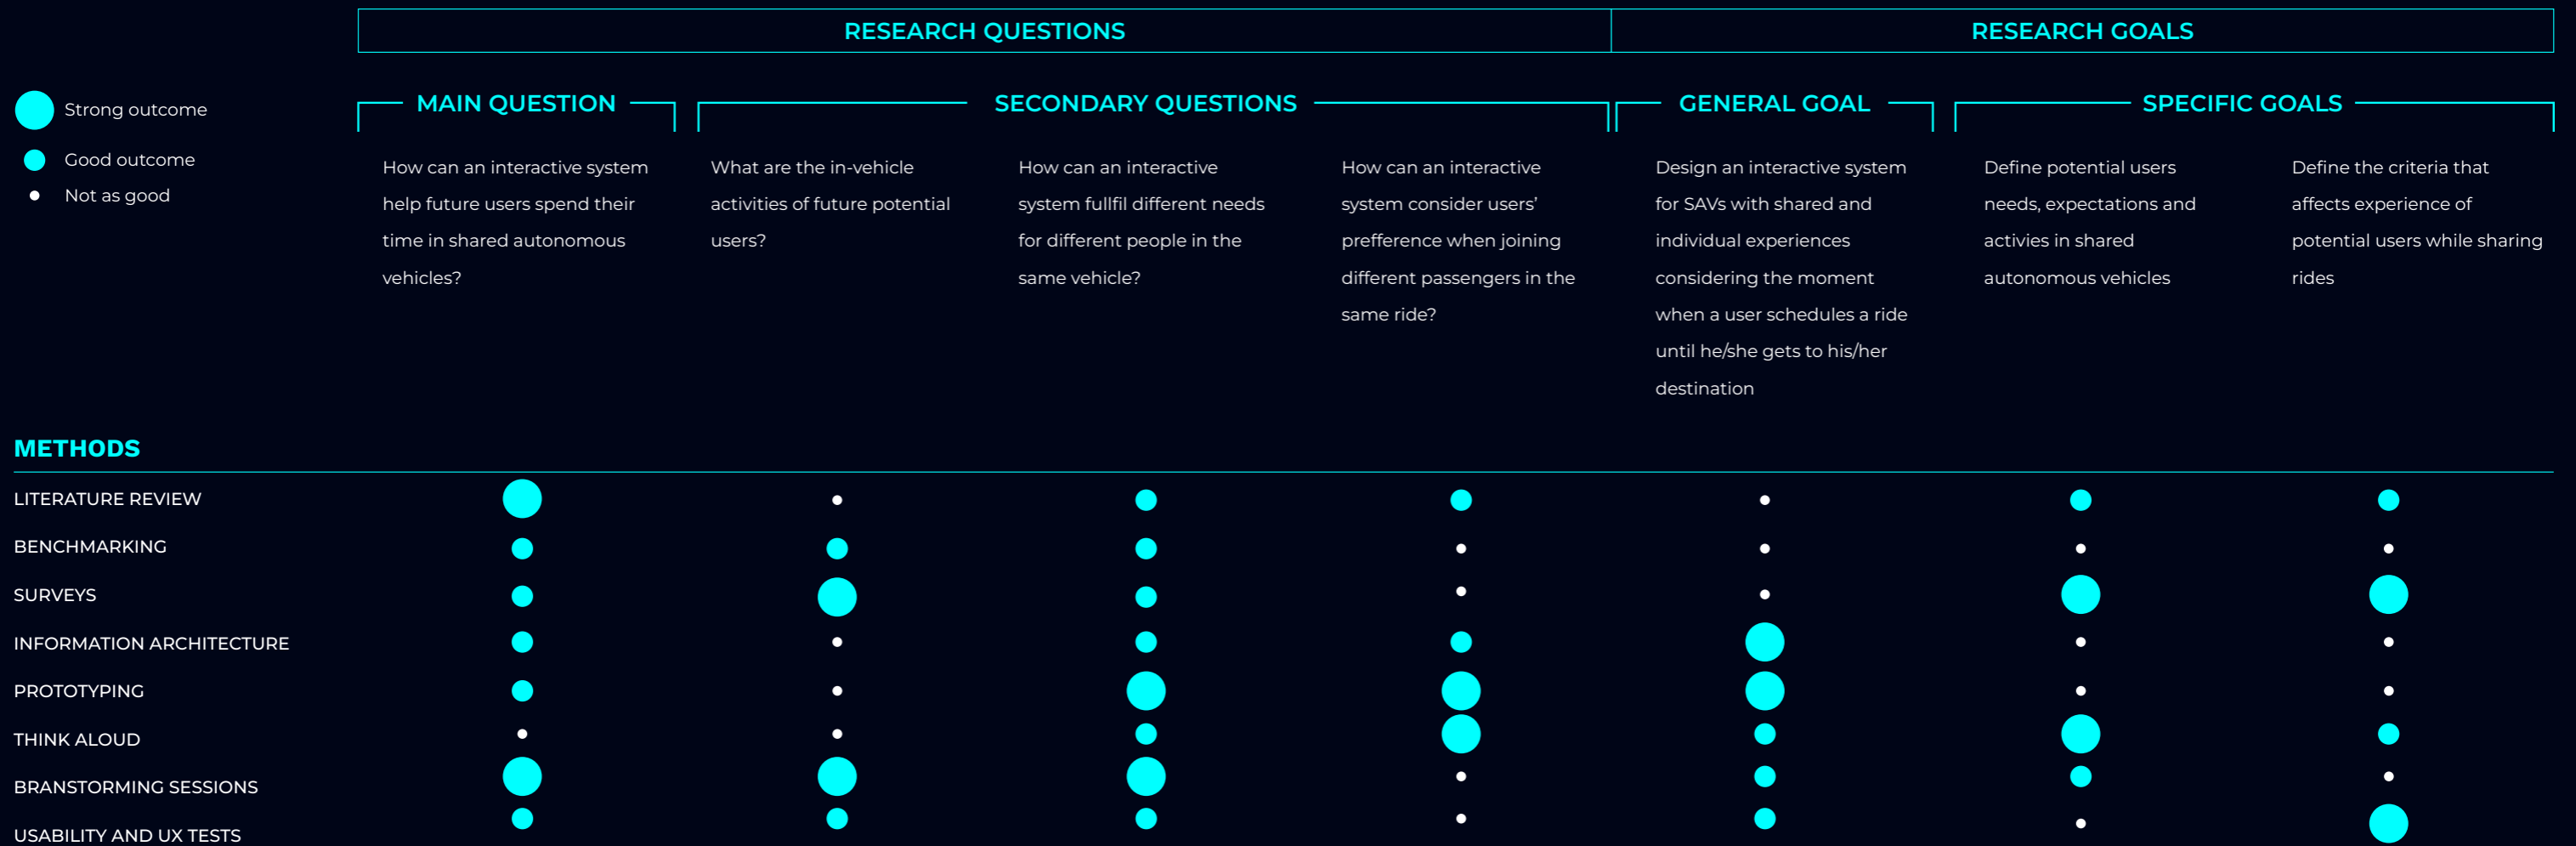 RESEARCH QUESTIONS
RESEARCH GOALS
Strong outcome
Good outcome
Not as good
MAIN QUESTION
SECONDARY QUESTIONS
GENERAL GOAL
SPECIFIC GOALS
How can an interactive system
help future users spend their
time in shared autonomous
vehicles?
What are the in-vehicle
activities of future potential
users?
How can an interactive
system fullfil different needs
for different people in the
same vehicle?
How can an interactive
system consider users’
prefference when joining
different passengers in the
same ride?
Design an interactive system
for SAVs with shared and
individual experiences
considering the moment
when a user schedules a ride
until he/she gets to his/her
destination
Define potential users
needs, expectations and
activies in shared
autonomous vehicles
Define the criteria that
affects experience of
potential users while sharing
rides
METHODS
LITERATURE REVIEW
BENCHMARKING
SURVEYS
INFORMATION ARCHITECTURE
PROTOTYPING
THINK ALOUD
BRANSTORMING SESSIONS
USABILITY AND UX TESTS